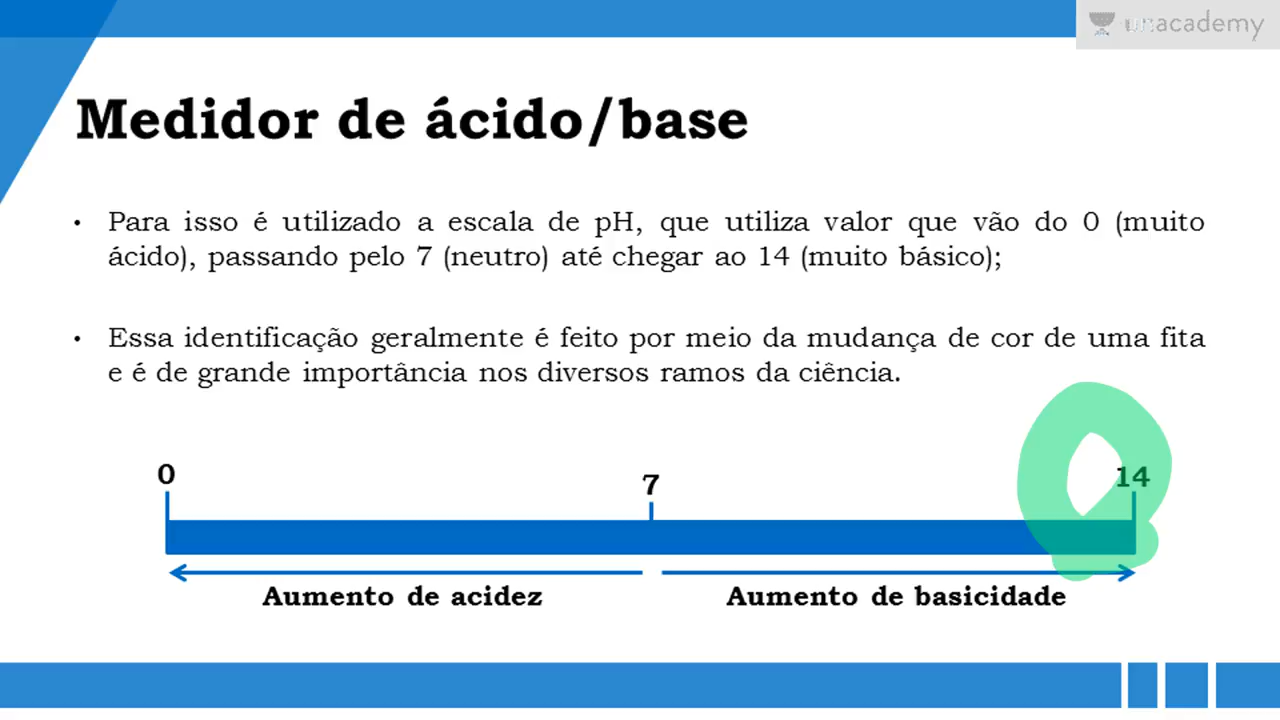 unacademy
Medidor de ácido/base
• Para isso é utilizado a escala de pH, que utiliza valor que vão do 0 (muito
ácido), passando pelo 7 (neutro) até chegar ao 14 (muito básico);
• Essa identificação geralmente é feito por meio da mudança de cor de uma fita
e é de grande importância nos diversos ramos da ciência.
0
7
14
Aumento de acidez
Aumento de basicidade